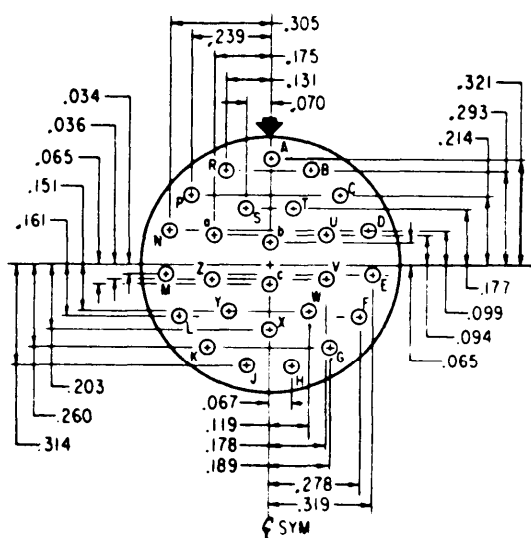 .305
.239
.175
.131
.070
.034
.036
.065
.151
.161
.321
.293
.214
A
R
B
P
S
T
C
N
a
b
U
D
M
Z
c
V
E
L
Y
W
F
X
K
G
J
H
.177
.099
.094
.065
.203
.260
.314
.067
.119
.178
.189
.278
.319
℄ SYM